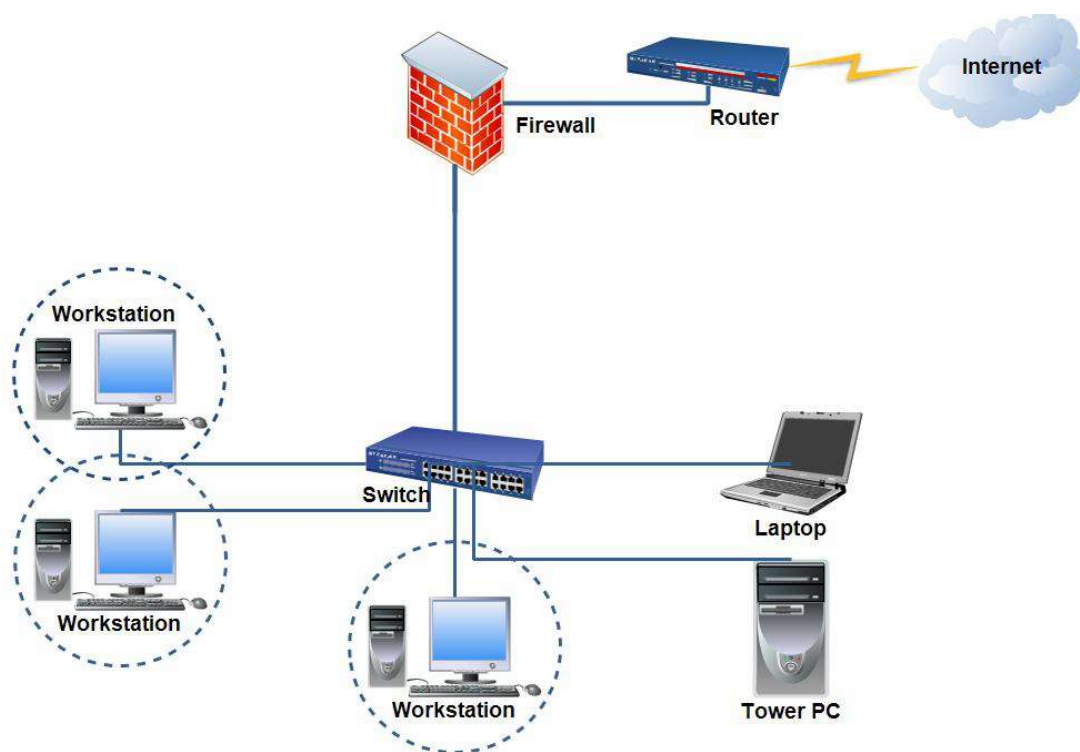 Internet
Firewall
Router
Workstation
Switch
Laptop
Workstation
Workstation
Tower PC